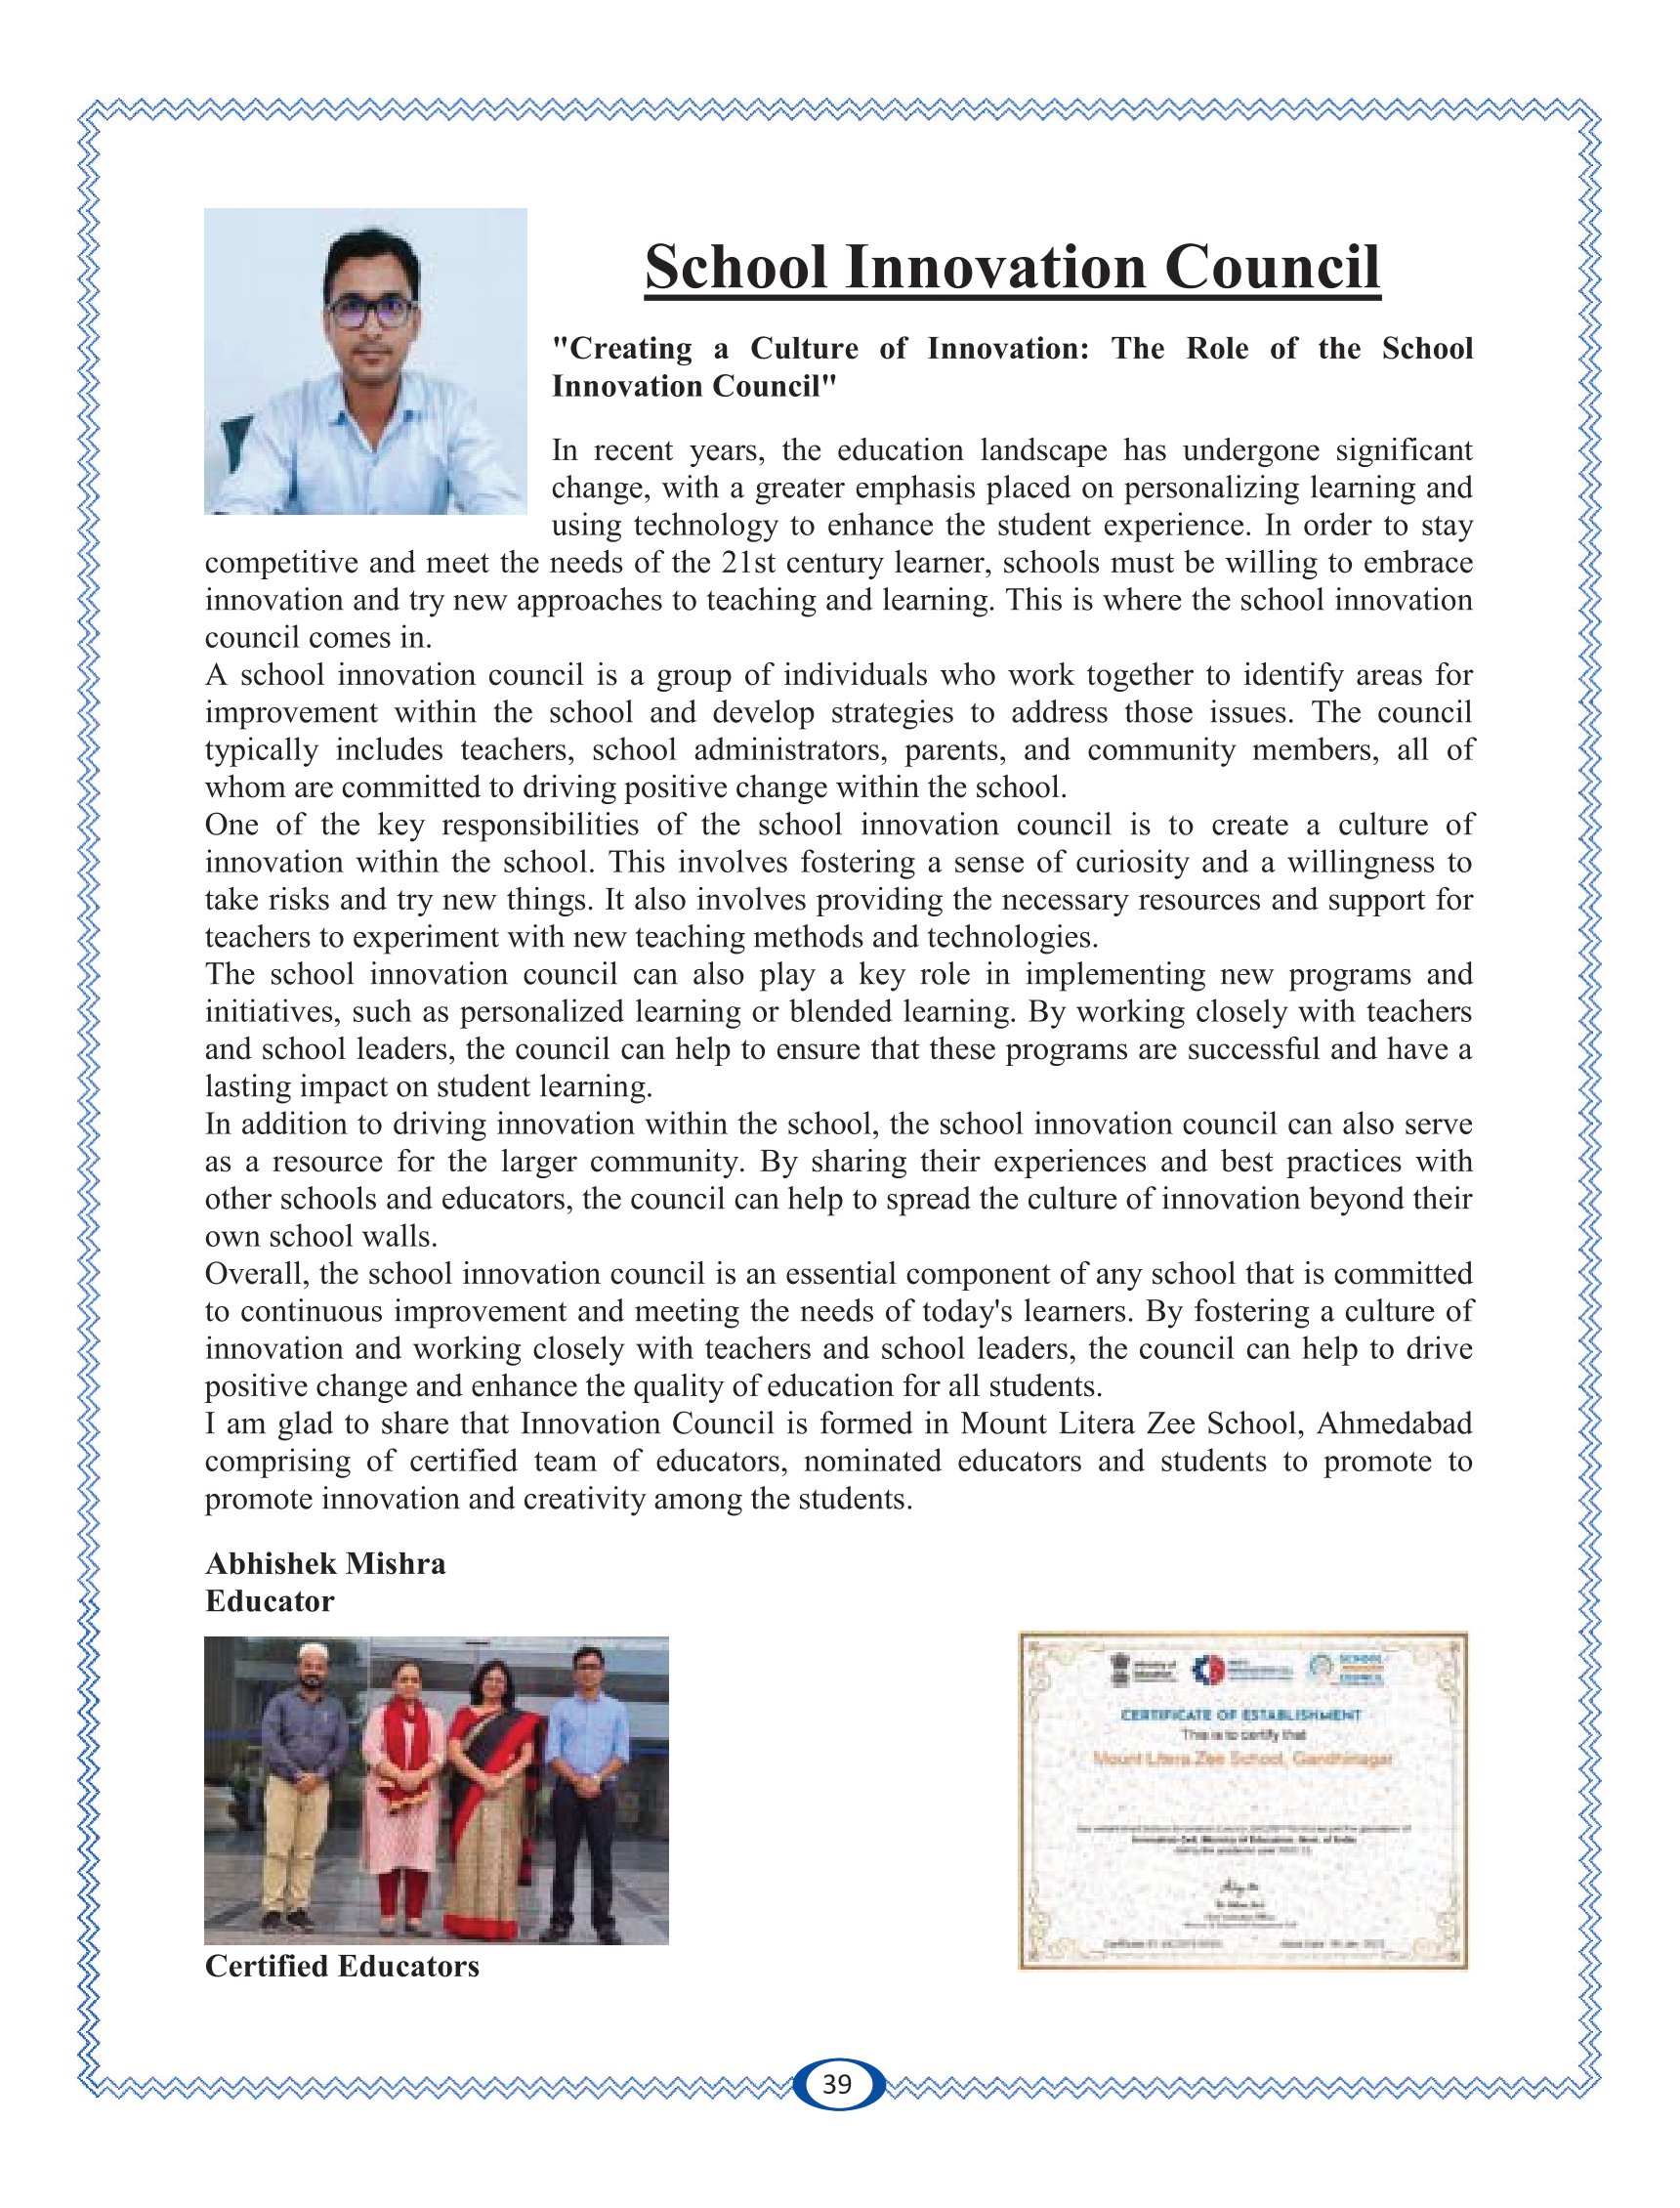 School Innovation Council
"Creating a Culture of Innovation: The Role of the School
Innovation Council"
In recent years, the education landscape has undergone significant
change, with a greater emphasis placed on personalizing learning and
using technology to enhance the student experience. In order to stay
competitive and meet the needs of the 21st century learner, schools must be willing to embrace
innovation and try new approaches to teaching and learning. This is where the school innovation
council comes in.
A school innovation council is a group of individuals who work together to identify areas for
improvement within the school and develop strategies to address those issues. The council
typically includes teachers, school administrators, parents, and community members, all of
whom are committed to driving positive change within the school.
One of the key responsibilities of the school innovation council is to create a culture of
innovation within the school. This involves fostering a sense of curiosity and a willingness to
take risks and try new things. It also involves providing the necessary resources and support for
teachers to experiment with new teaching methods and technologies.
The school innovation council can also play a key role in implementing new programs and
initiatives, such as personalized learning or blended learning. By working closely with teachers
and school leaders, the council can help to ensure that these programs are successful and have a
lasting impact on student learning.
In addition to driving innovation within the school, the school innovation council can also serve
as a resource for the larger community. By sharing their experiences and best practices with
other schools and educators, the council can help to spread the culture of innovation beyond their
own school walls.
Overall, the school innovation council is an essential component of any school that is committed
to continuous improvement and meeting the needs of today's learners. By fostering a culture of
innovation and working closely with teachers and school leaders, the council can help to drive
positive change and enhance the quality of education for all students.
I am glad to share that Innovation Council is formed in Mount Litera Zee School, Ahmedabad
comprising of certified team of educators, nominated educators and students to promote to
promote innovation and creativity among the students.
Abhishek Mishra
Educator
Ministry of
Education
SCHOOL
CERTIFICATE OF ESTABLISHMENT
This is to certify that
Mount Litera Zee School, Gandhinagar
Innovation Cell, Ministry of Education, Govt. of India
Certified Educators
39